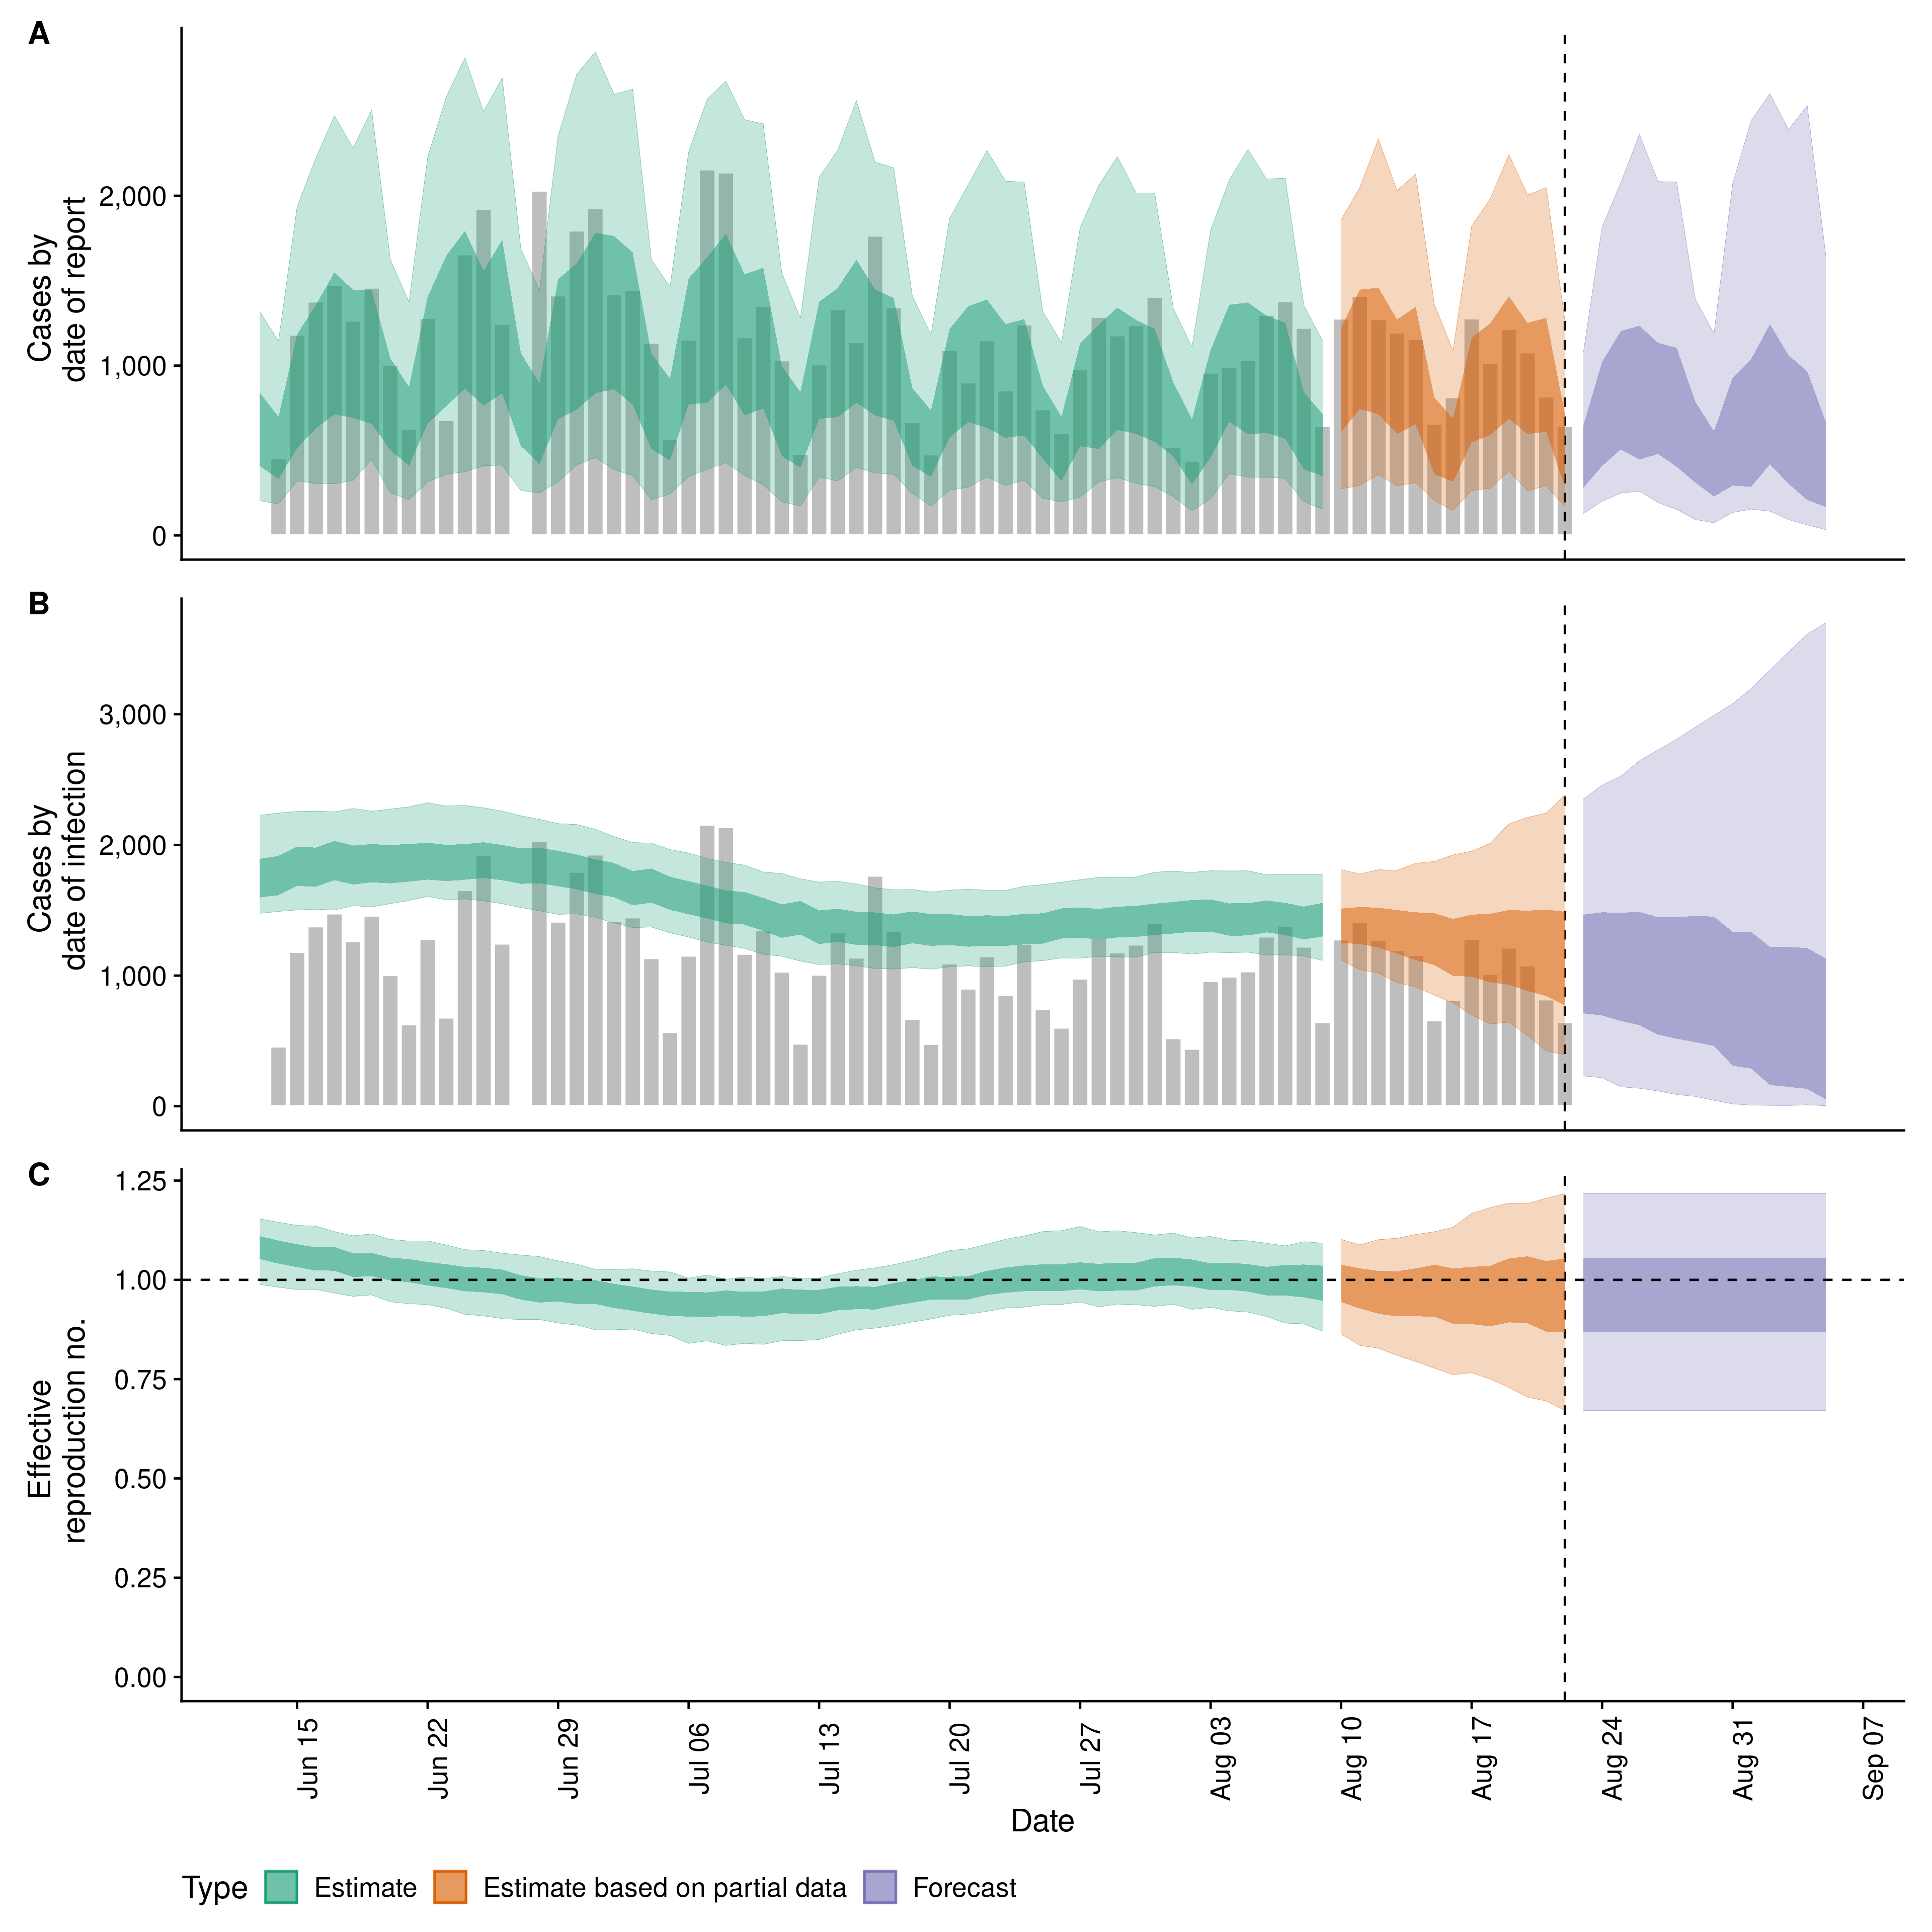 A
Cases by
date of report
2,000
1,000
0
B
Cases by
date of infection
3,000
2,000
1,000
0
C
Effective
reproduction no.
1.25
1.00
0.75
0.50
0.25
0.00
Jun 15
Jun 22
Jun 29
Jul 06
Jul 13
Jul 20
Jul 27
Aug 03
Aug 10
Aug 17
Aug 24
Aug 31
Sep 07
Date
Type Estimate Estimate based on partial data Forecast